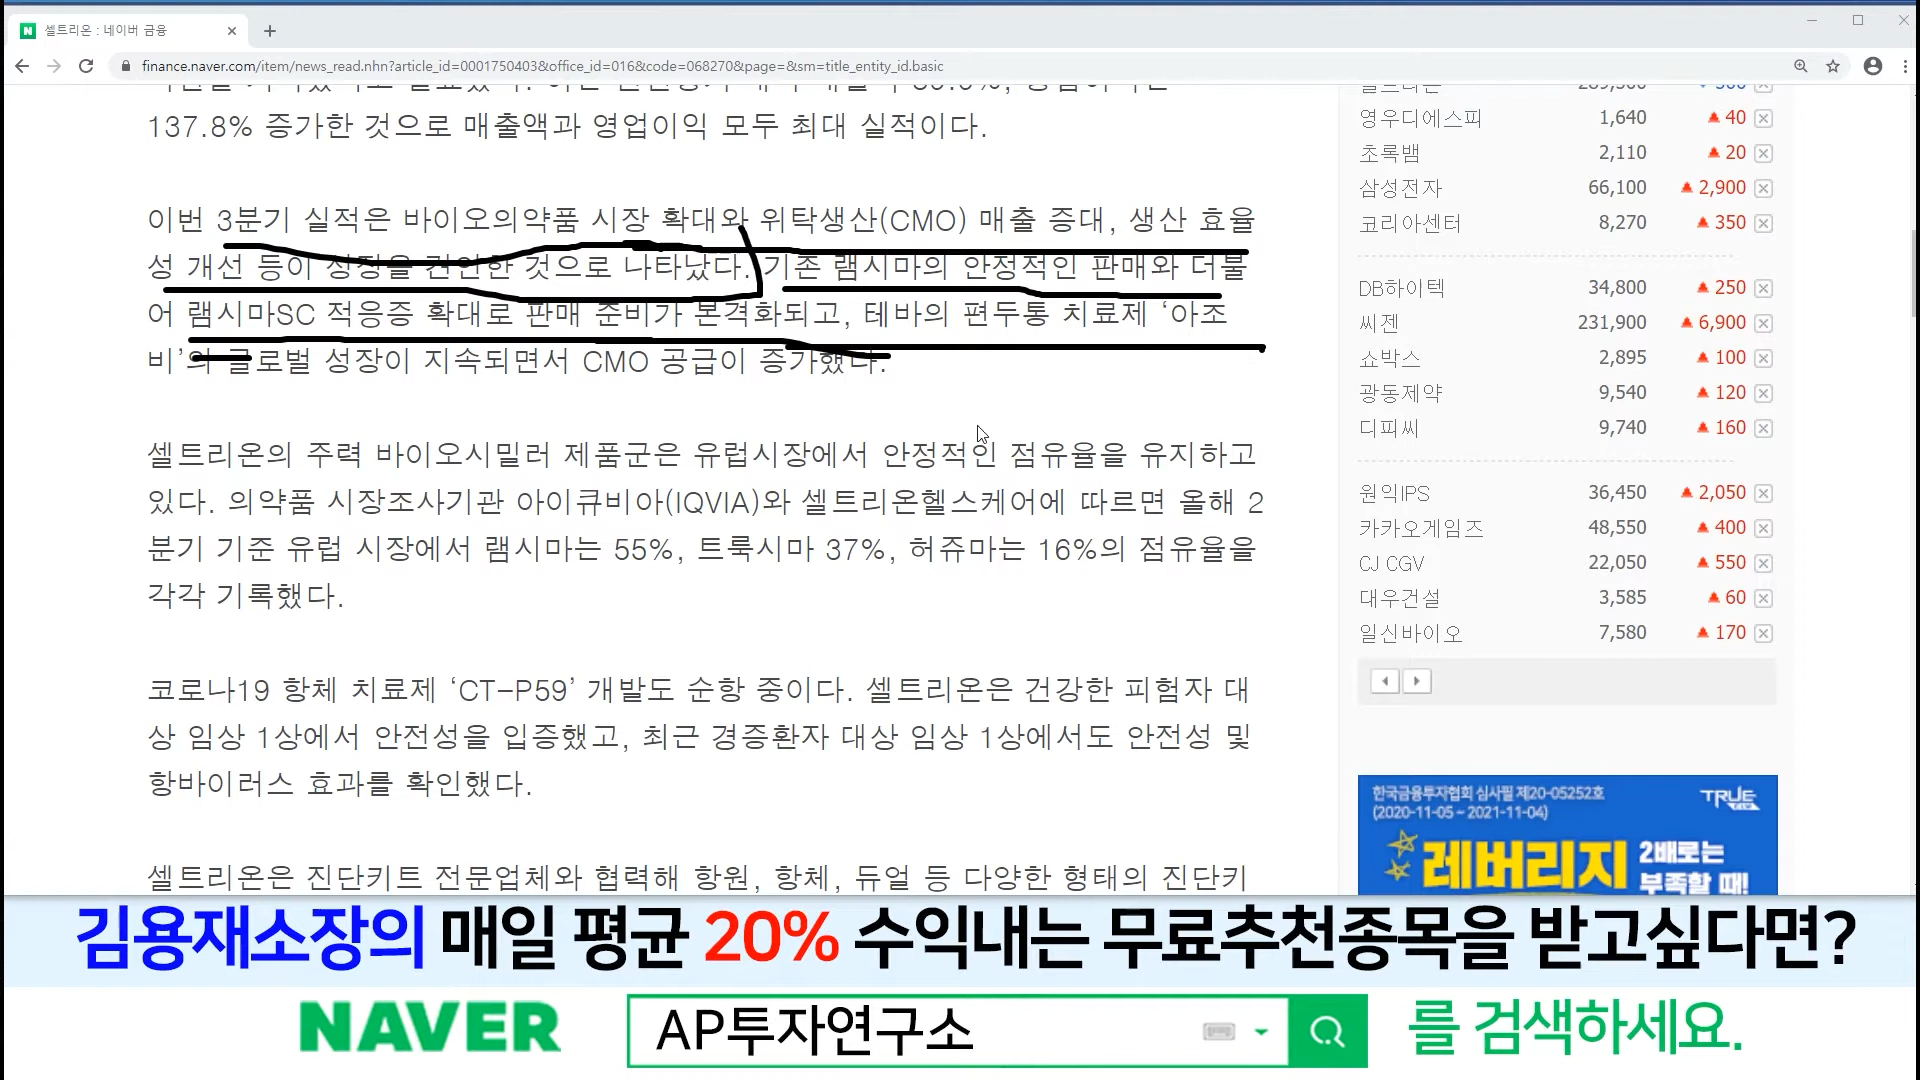 셀트리온 : 네이버 금융
finance.naver.com/item/news_read.nhn?article_id=0001750403&office_id=016&code=068270&page=&sm=title_entity_id.basic
137.8% 증가한 것으로 매출액과 영업이익 모두 최대 실적이다.
이번 3분기 실적은 바이오의약품 시장 확대와 위탁생산(CMO) 매출 증대, 생산 효율
성 개선 등이 성장을 견인한 것으로 나타났다. 기존 램시마의 안정적인 판매와 더불
어 램시마SC 적응증 확대로 판매 준비가 본격화되고, 테바의 편두통 치료제 ‘아조
비’의 글로벌 성장이 지속되면서 CMO 공급이 증가했다.
셀트리온의 주력 바이오시밀러 제품군은 유럽시장에서 안정적인 점유율을 유지하고
있다. 의약품 시장조사기관 아이큐비아(IQVIA)와 셀트리온헬스케어에 따르면 올해 2
분기 기준 유럽 시장에서 램시마는 55%, 트룩시마 37%, 허쥬마는 16%의 점유율을
각각 기록했다.
코로나19 항체 치료제 ‘CT-P59’ 개발도 순항 중이다. 셀트리온은 건강한 피험자 대
상 임상 1상에서 안전성을 입증했고, 최근 경증환자 대상 임상 1상에서도 안전성 및
항바이러스 효과를 확인했다.
셀트리온은 진단키트 전문업체와 협력해 항원, 항체, 듀얼 등 다양한 형태의 진단키
영우디에스피 1,640 ▲ 40
초록뱀 2,110 ▲ 20
삼성전자 66,100 ▲ 2,900
코리아센터 8,270 ▲ 350
DB하이텍 34,800 ▲ 250
씨젠 231,900 ▲ 6,900
쇼박스 2,895 ▲ 100
광동제약 9,540 ▲ 120
디피씨 9,740 ▲ 160
원익IPS 36,450 ▲ 2,050
카카오게임즈 48,550 ▲ 400
CJ CGV 22,050 ▲ 550
대우건설 3,585 ▲ 60
일신바이오 7,580 ▲ 170
한국금융투자협회 심사필 제20-05252호
(2020-11-05 ~ 2021-11-04)
TRUE
레버리지 2배로는
부족할 때!
김용재소장의 매일 평균 20% 수익내는 무료추천종목을 받고싶다면?
NAVER AP투자연구소 를 검색하세요.